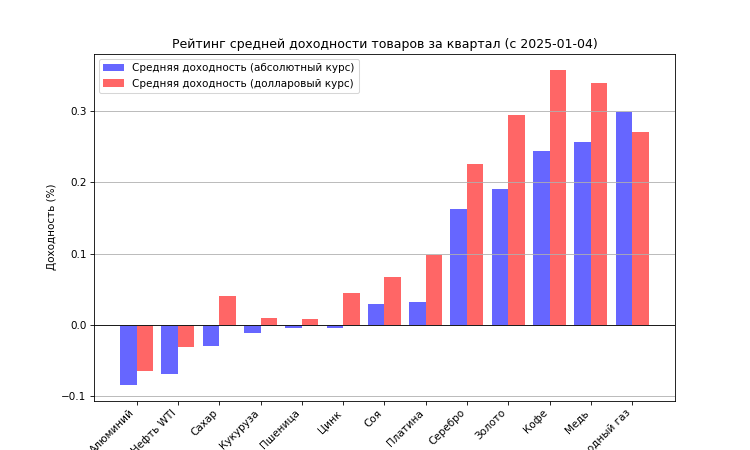 Рейтинг средней доходности товаров за квартал (с 2025-01-04)
Средняя доходность (абсолютный курс)
Средняя доходность (долларовый курс)
Доходность (%)
0.3
0.2
0.1
0.0
−0.1
Алюминий
Нефть WTI
Сахар
Кукуруза
Пшеница
Цинк
Соя
Платина
Серебро
Золото
Кофе
Медь
газ